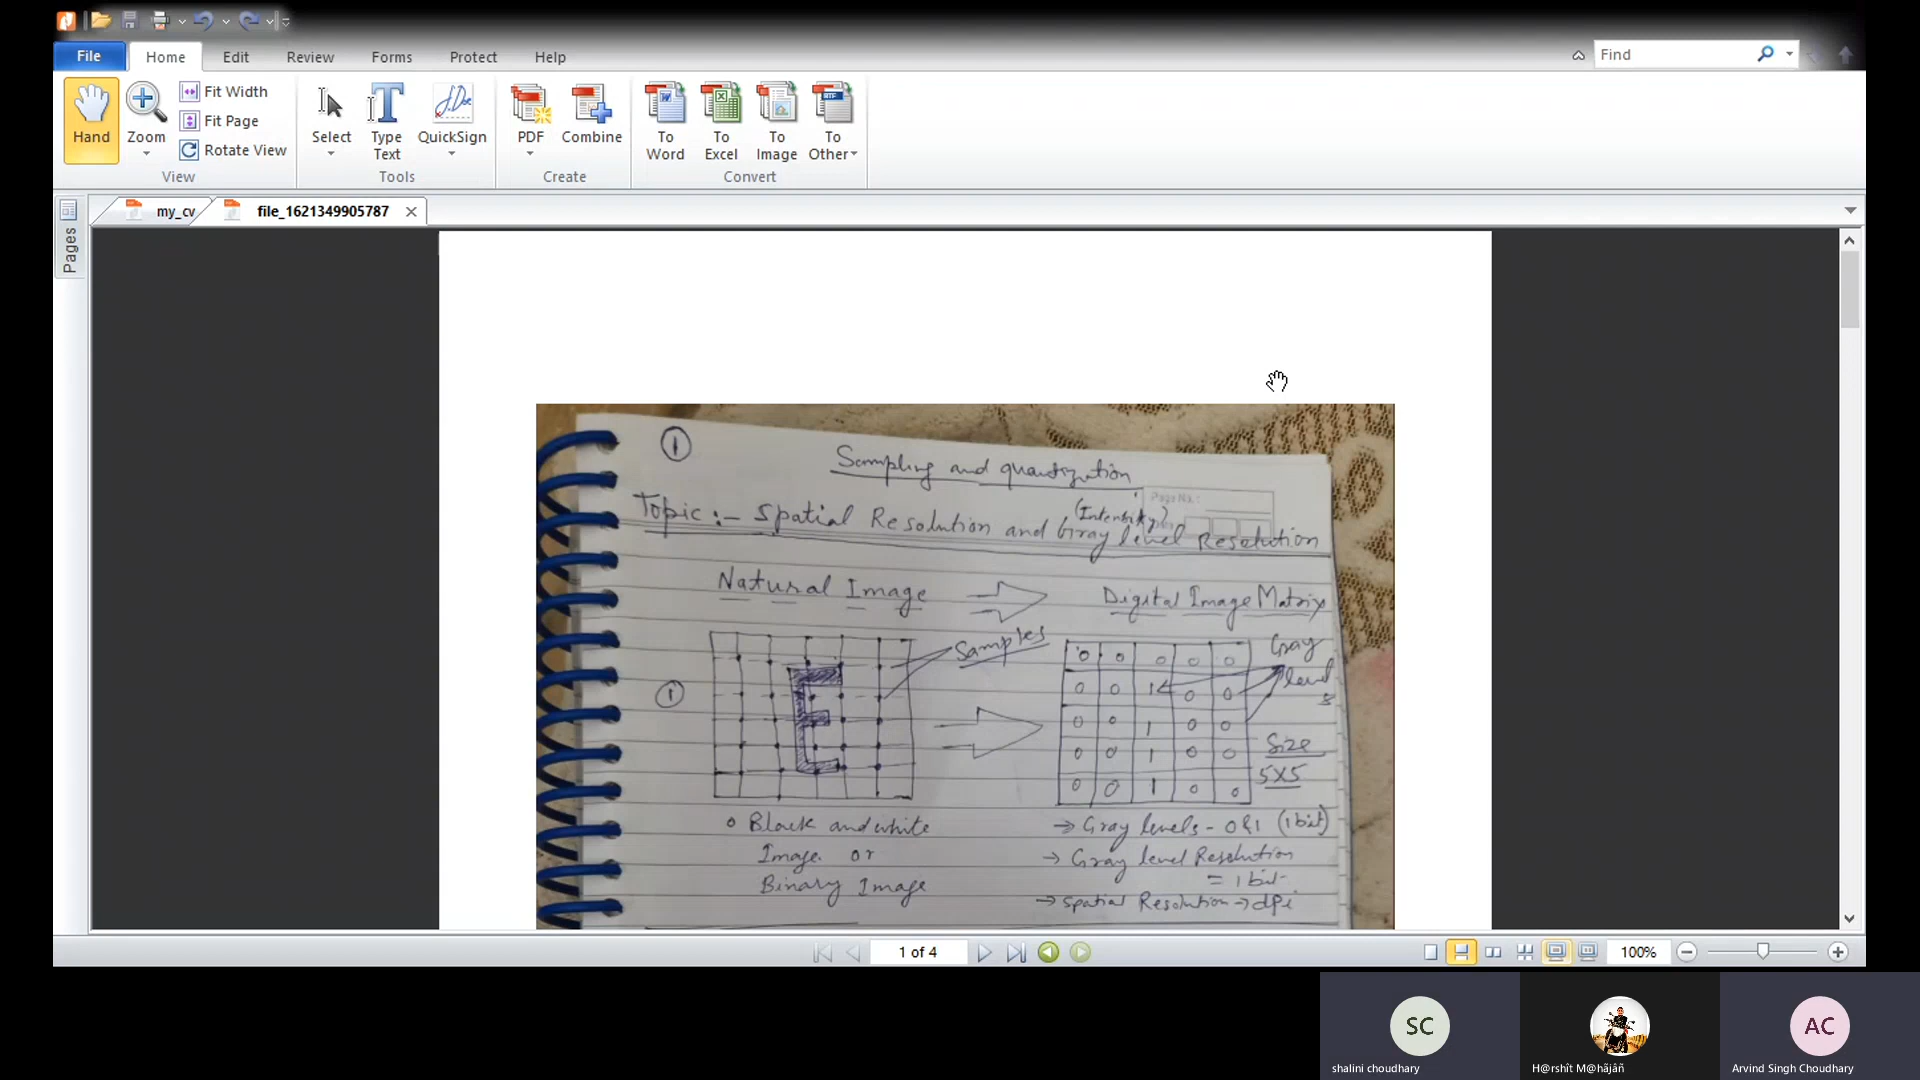 File
Home
Edit
Review
Forms
Protect
Help
Find
Hand
Zoom
Fit Width
Fit Page
Rotate View
View
Select
Type
Text
QuickSign
Tools
PDF
Combine
Create
To
Word
To
Excel
To
Image
To
Other
Convert
my_cv
file_1621349905787
Pages
1
Sampling and quantization
Page No.:
(Intensity)
Topic :- Spatial Resolution and Gray level Resolution
Natural Image
Digital Image Matrix
Samples
Gray
levels
1
0 0 0 0 0
0 0 1 0 0
0 0 1 0 0
0 0 1 0 0
0 0 1 0 0
Size
5X5
o Black and white
Image or
Binary Image
→ Gray levels - 0&1 (1 bit)
→ Gray level Resolution
= 1 bit
→ Spatial Resolution → dpi
1 of 4
100%
SC
AC
shalini choudhary
H@rshît M@hãjåñ
Arvind Singh Choudhary